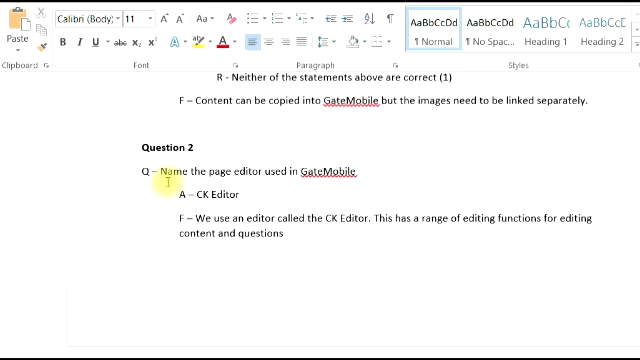 Calibri (Body) 11 Aa AaBbCcDd AaBbCcDd AaBbC AaBbCcE
Paste B I U abc x₂ x² A ab A ¶ Normal ¶ No Spac... Heading 1 Heading 2
Font Paragraph Styles
R - Neither of the statements above are correct (1)
F – Content can be copied into GateMobile but the images need to be linked separately.
Question 2
Q – Name the page editor used in GateMobile
A – CK Editor
F – We use an editor called the CK Editor. This has a range of editing functions for editing
content and questions